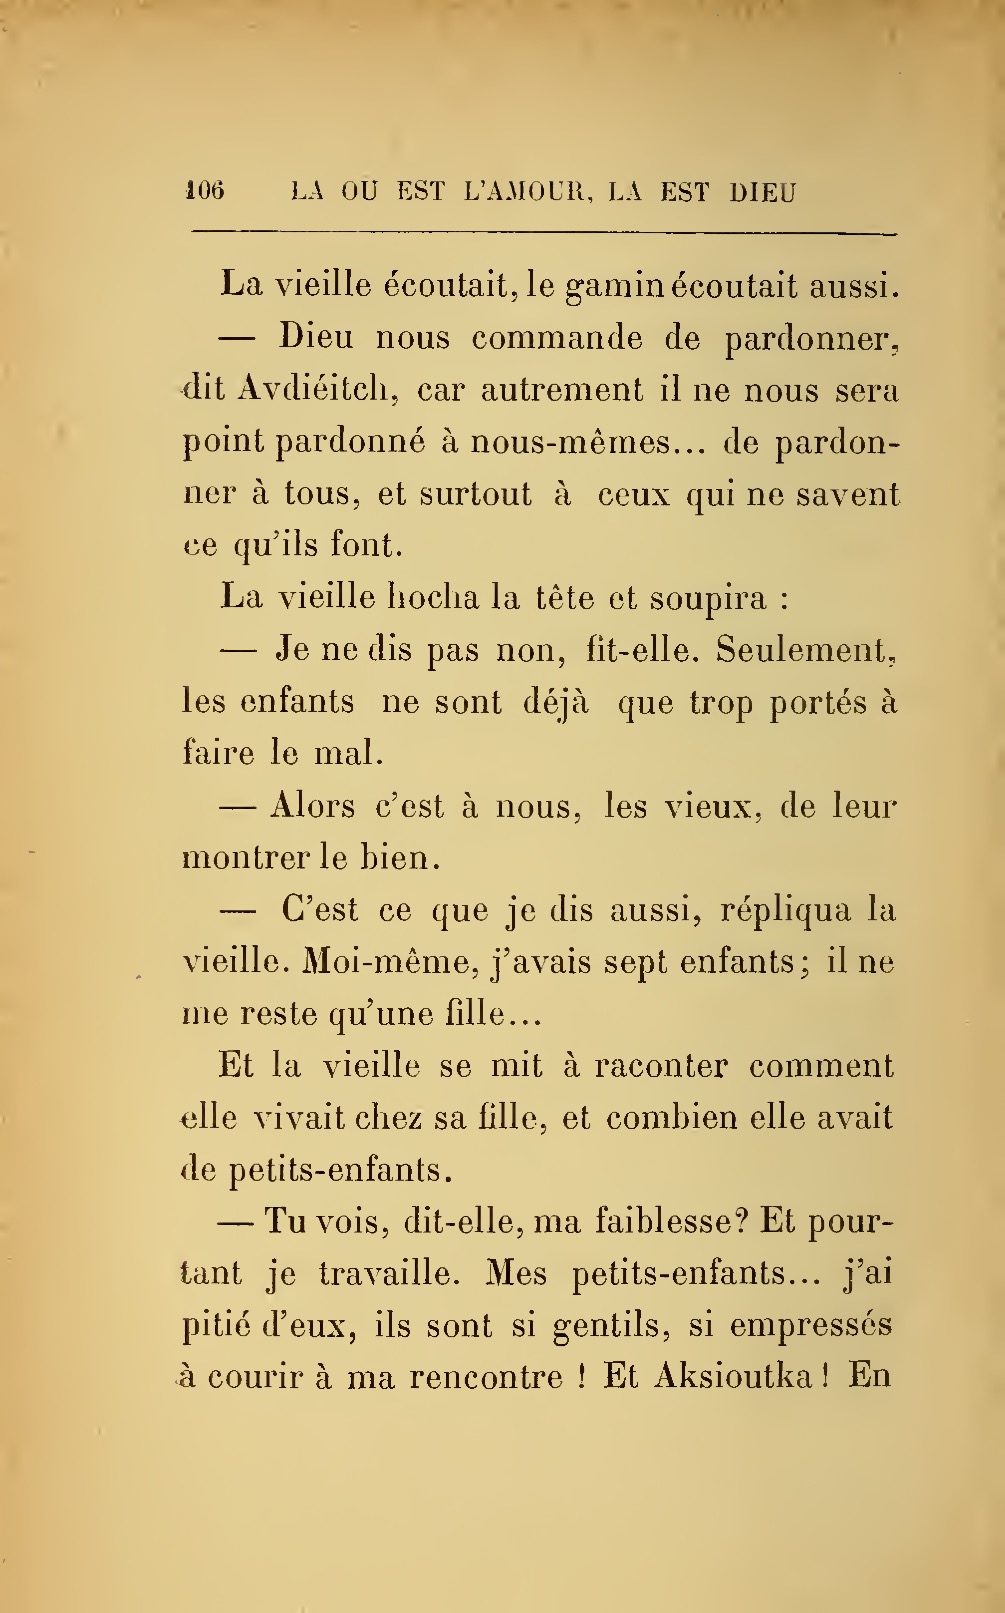 106 LA OU EST L'AMOUR, LA EST DIEU
La vieille écoutait, le gamin écoutait aussi.
— Dieu nous commande de pardonner,
dit Avdiéitch, car autrement il ne nous sera
point pardonné à nous-mêmes... de pardon-
ner à tous, et surtout à ceux qui ne savent
ce qu'ils font.
La vieille hocha la tête et soupira :
— Je ne dis pas non, fit-elle. Seulement,
les enfants ne sont déjà que trop portés à
faire le mal.
— Alors c'est à nous, les vieux, de leur
montrer le bien.
— C'est ce que je dis aussi, répliqua la
vieille. Moi-même, j'avais sept enfants; il ne
me reste qu'une fille...
Et la vieille se mit à raconter comment
elle vivait chez sa fille, et combien elle avait
de petits-enfants.
— Tu vois, dit-elle, ma faiblesse? Et pour-
tant je travaille. Mes petits-enfants... j'ai
pitié d'eux, ils sont si gentils, si empressés
à courir à ma rencontre ! Et Aksioutka ! En